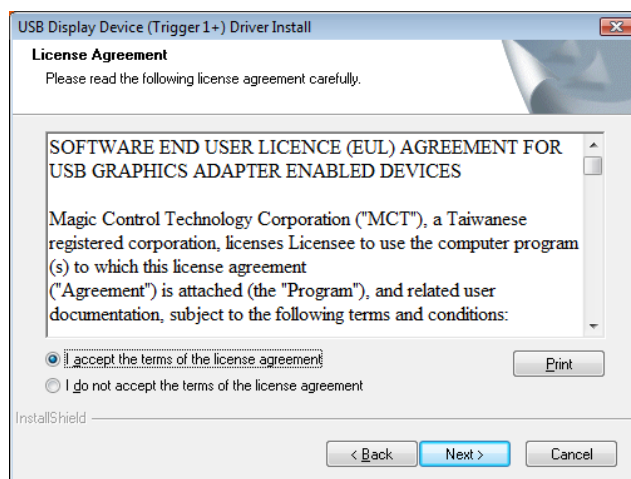 USB Display Device (Trigger 1+) Driver Install
License Agreement
Please read the following license agreement carefully.
SOFTWARE END USER LICENCE (EUL) AGREEMENT FOR
USB GRAPHICS ADAPTER ENABLED DEVICES
Magic Control Technology Corporation ("MCT"), a Taiwanese
registered corporation, licenses Licensee to use the computer program
(s) to which this license agreement
("Agreement") is attached (the "Program"), and related user
documentation, subject to the following terms and conditions:
I accept the terms of the license agreement
Print
I do not accept the terms of the license agreement
InstallShield
< Back
Next >
Cancel